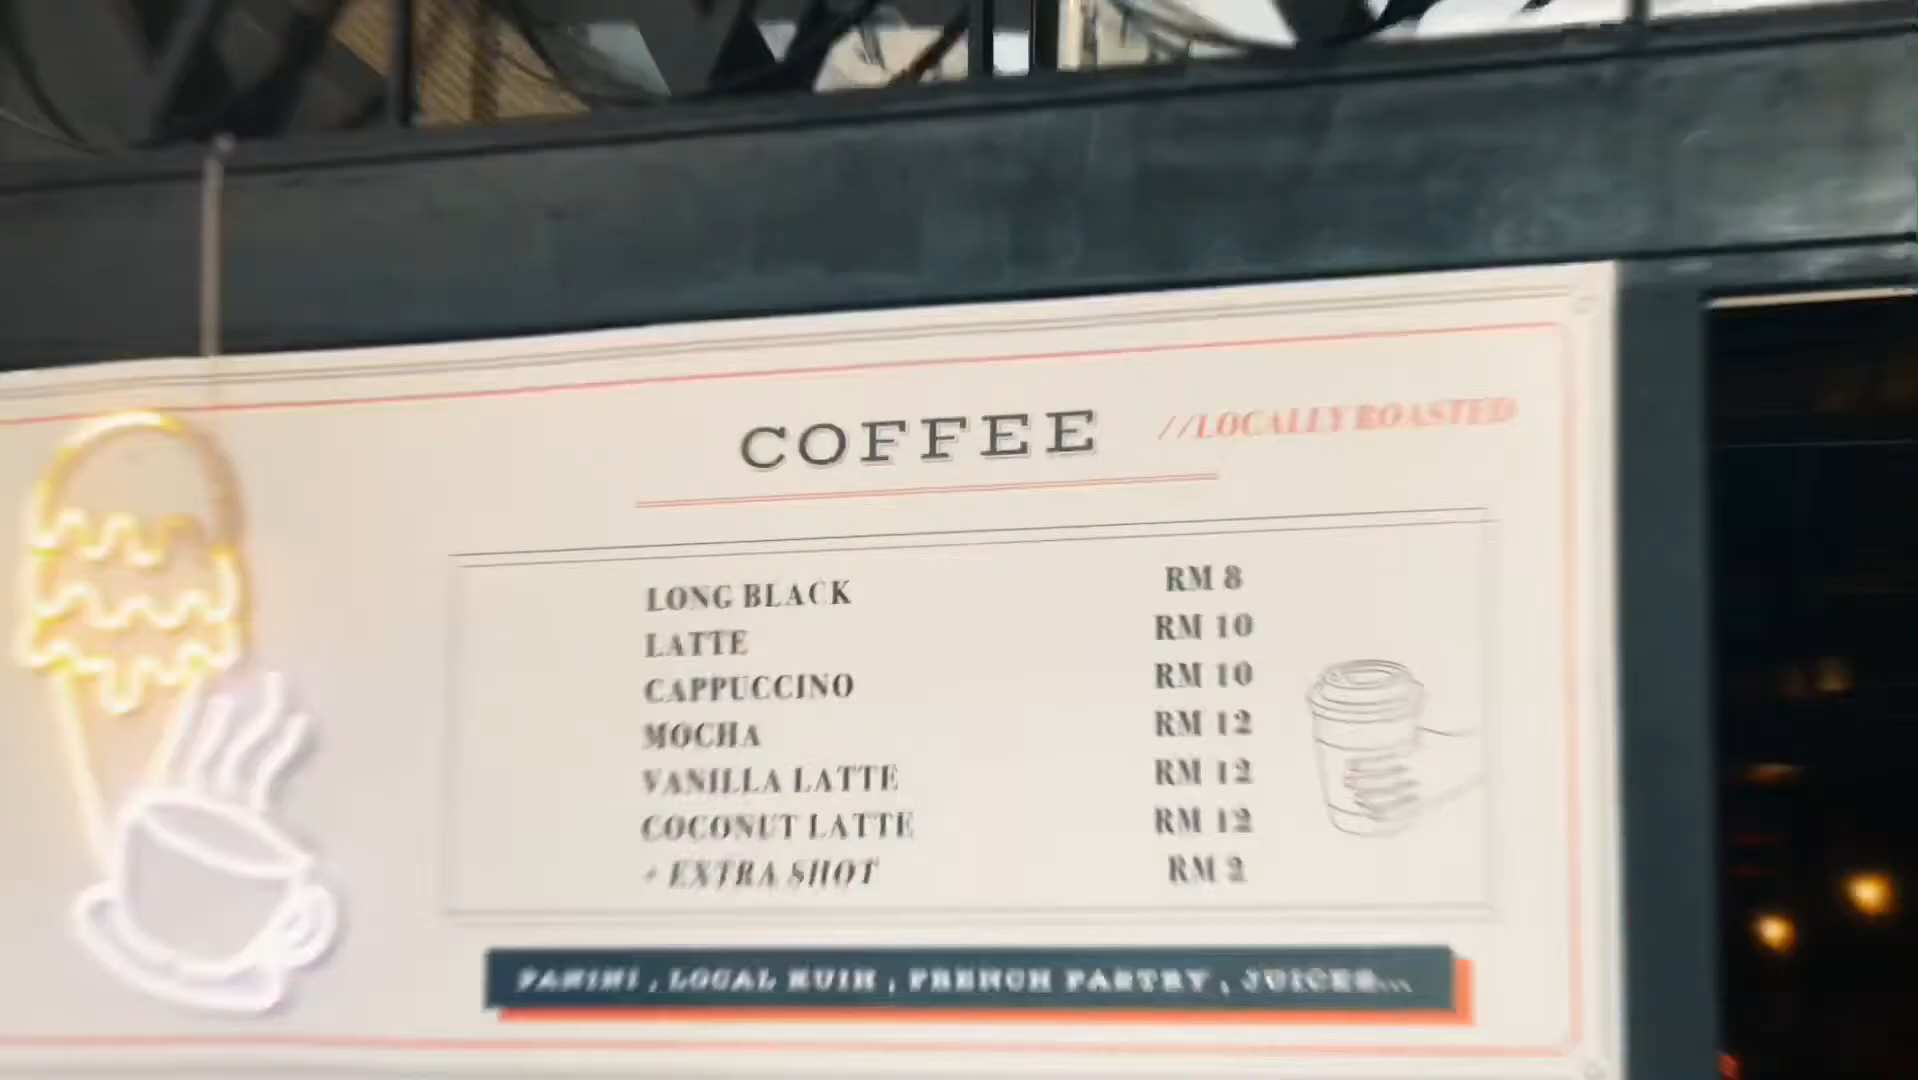 COFFEE //LOCALLY ROASTED
LONG BLACK RM 8
LATTE RM 10
CAPPUCCINO RM 10
MOCHA RM 12
VANILLA LATTE RM 12
COCONUT LATTE RM 12
+ EXTRA SHOT RM 2
PANINI , LOCAL KUIH , FRENCH PASTRY , JUICES...